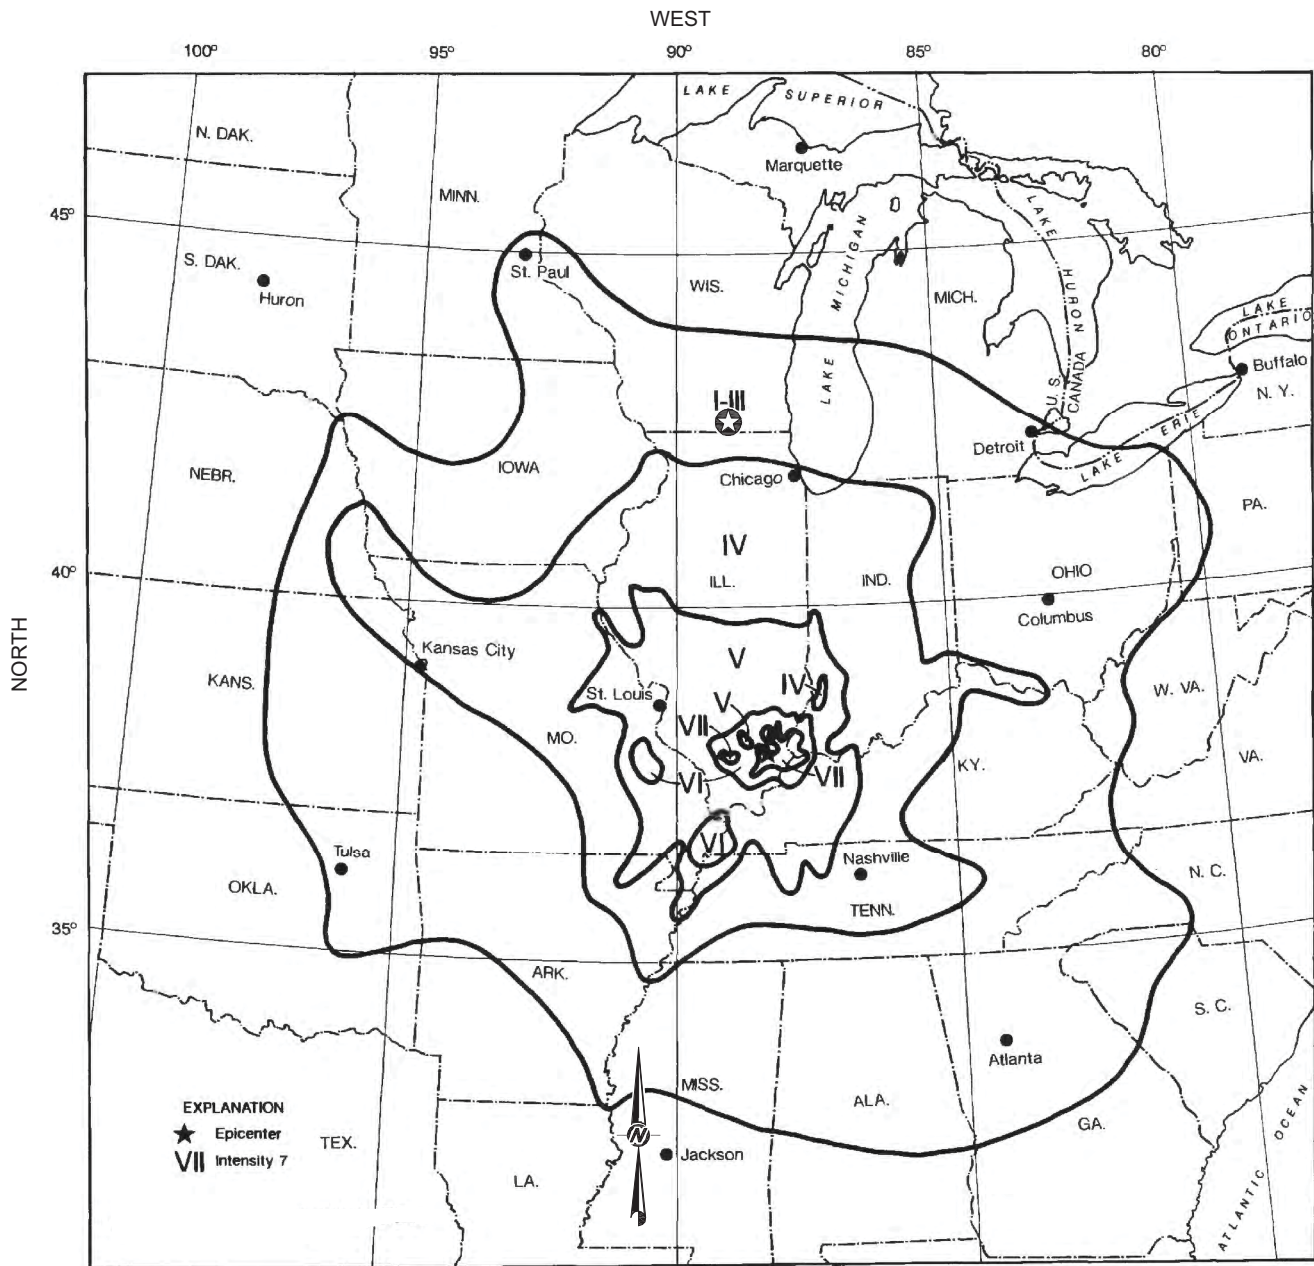 WEST
100°
95°
90°
85°
80°
LAKE SUPERIOR
N. DAK.
Marquette
MINN.
45°
LAKE HURON
S. DAK.
St. Paul
WIS.
LAKE MICHIGAN
MICH.
Huron
LAKE
ONTARIO
U. S.
CANADA
Buffalo
N. Y.
I-III
LAKE ERIE
Detroit
NEBR.
IOWA
Chicago
PA.
IV
40°
ILL.
IND.
OHIO
Columbus
NORTH
Kansas City
V
KANS.
St. Louis
IV
W. VA.
V
VII
MO.
VI
VII
KY.
VA.
VI
Tulsa
Nashville
OKLA.
TENN.
N. C.
35°
ARK.
S. C.
Atlanta
MISS.
ALA.
GA.
EXPLANATION
Epicenter
VII Intensity 7
TEX.
N
Jackson
LA.
ATLANTIC OCEAN